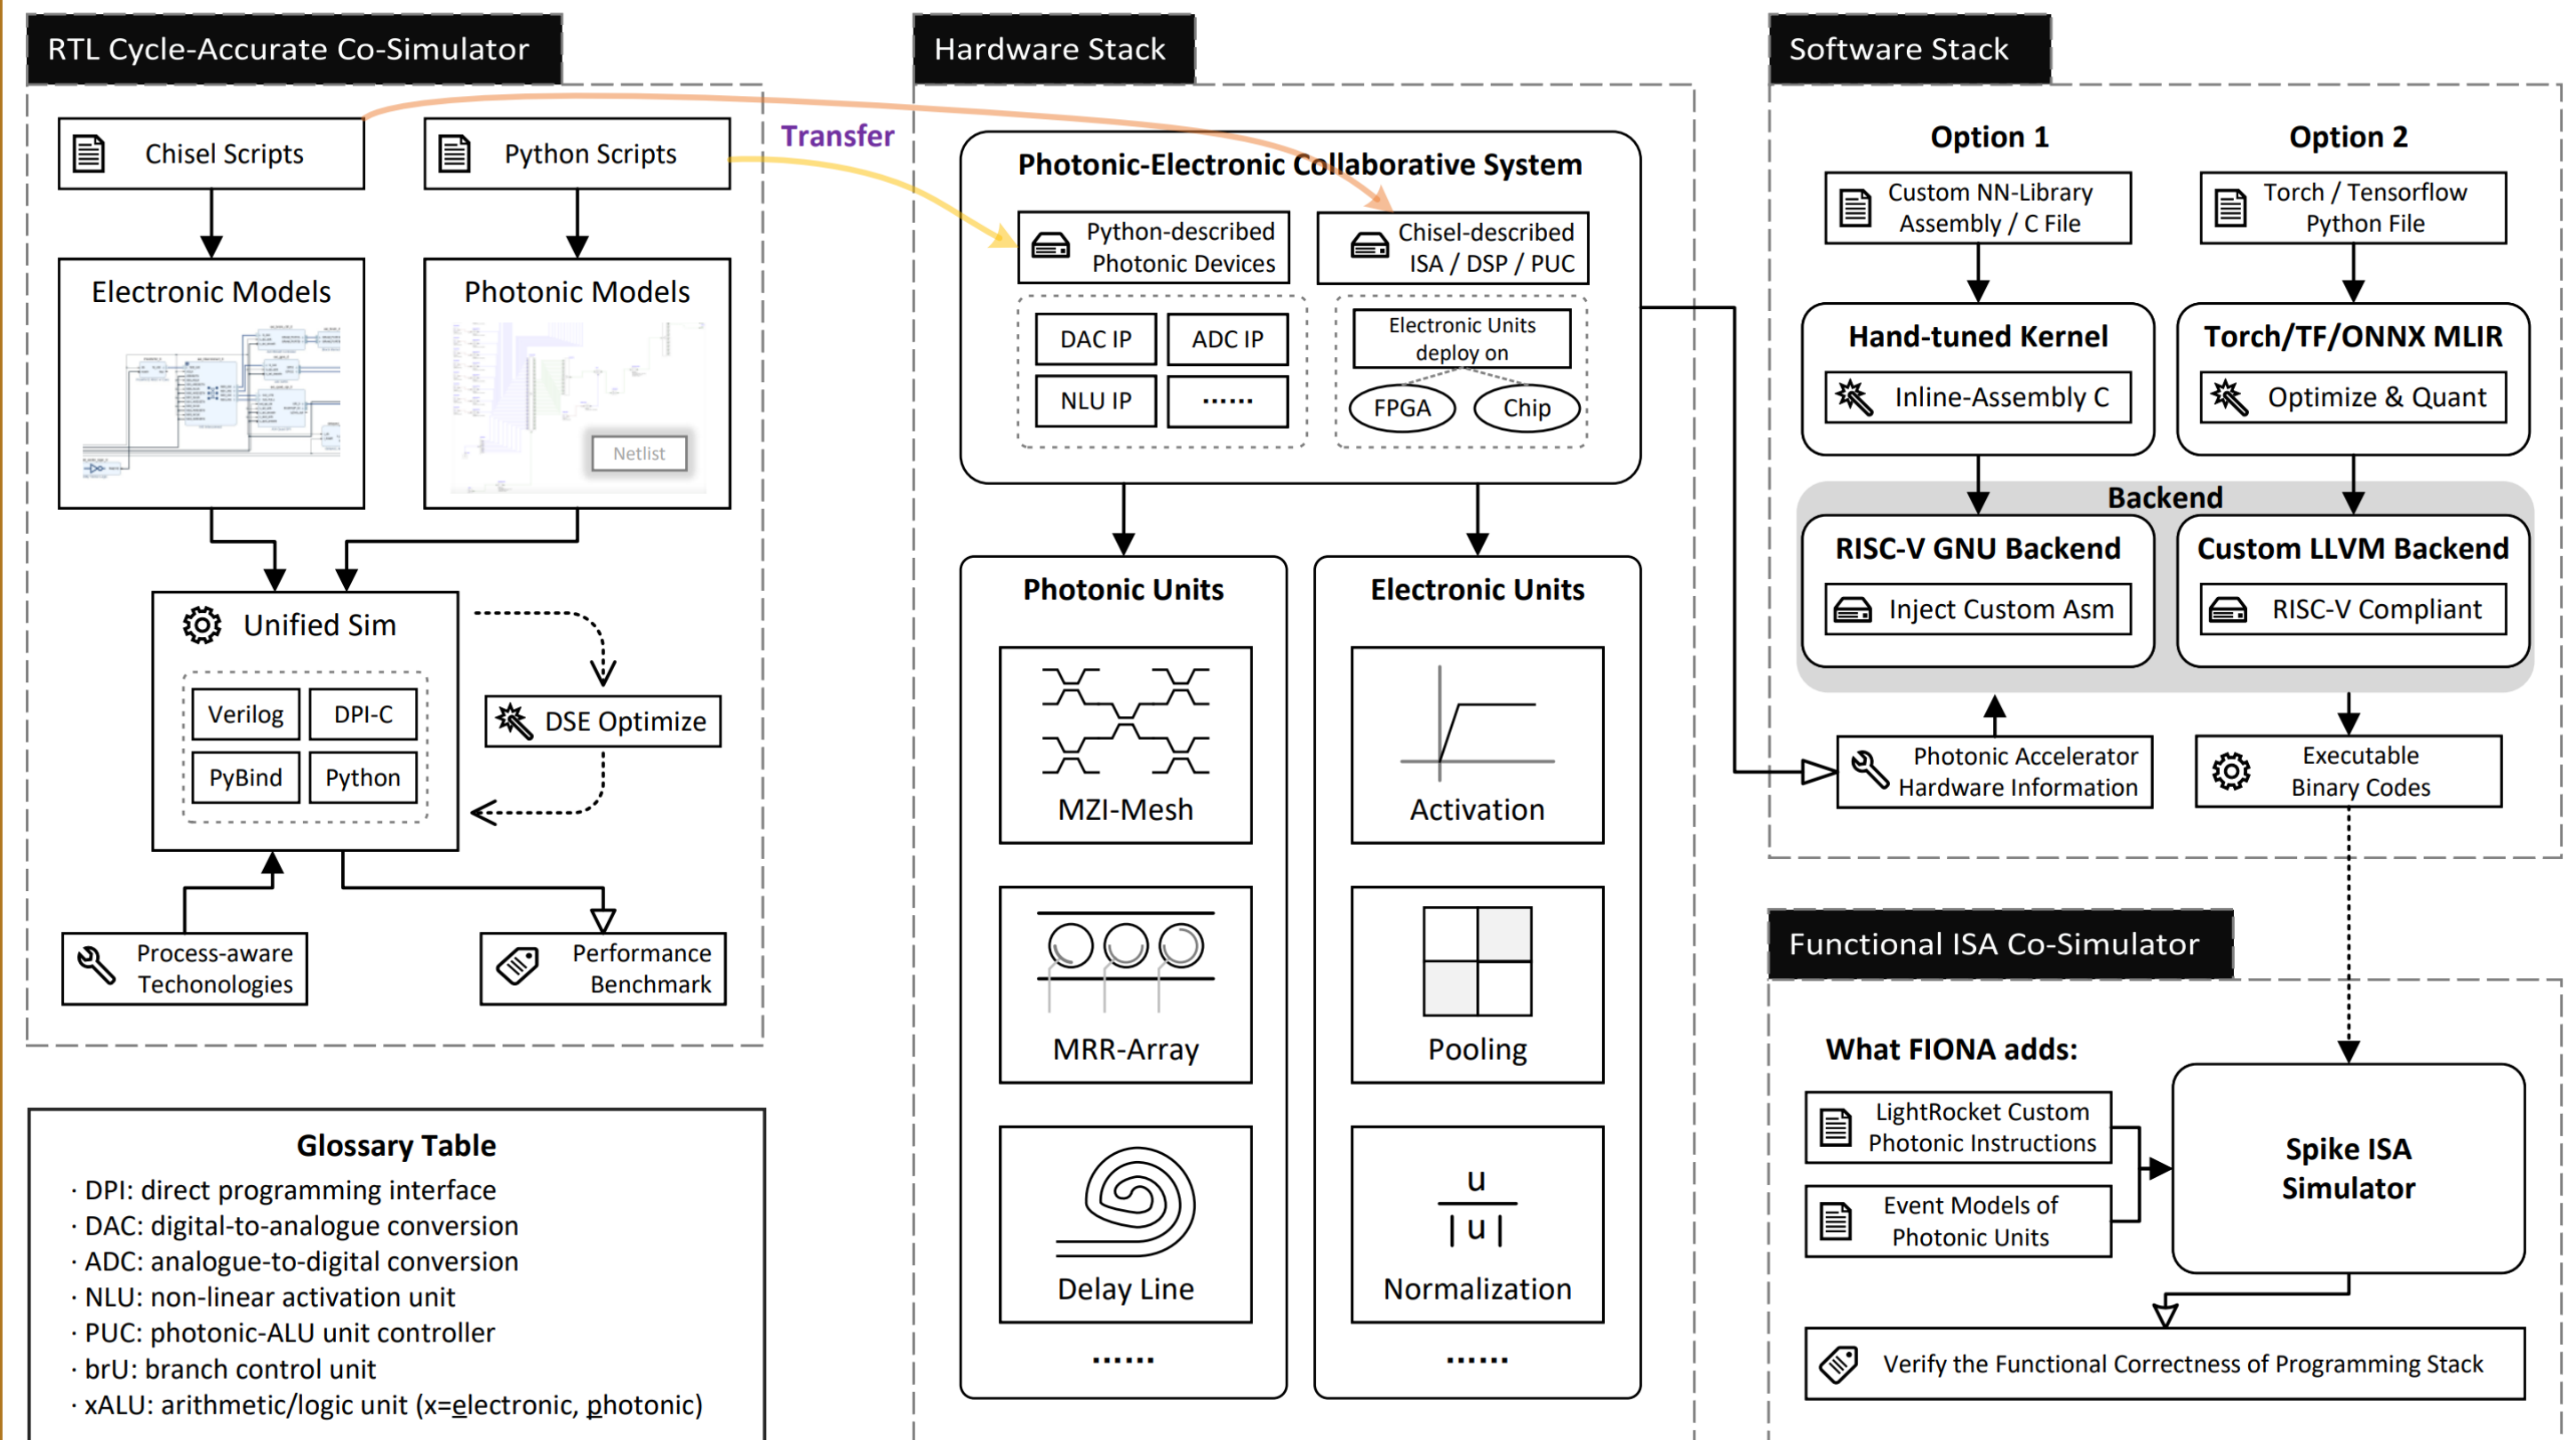 RTL Cycle-Accurate Co-Simulator
Chisel Scripts
Python Scripts
Transfer
Electronic Models
Photonic Models
Netlist
Unified Sim
Verilog
DPI-C
PyBind
Python
DSE Optimize
Process-aware
Techonologies
Performance
Benchmark
Glossary Table
· DPI: direct programming interface
· DAC: digital-to-analogue conversion
· ADC: analogue-to-digital conversion
· NLU: non-linear activation unit
· PUC: photonic-ALU unit controller
· brU: branch control unit
· xALU: arithmetic/logic unit (x=electronic, photonic)
Hardware Stack
Photonic-Electronic Collaborative System
Python-described
Photonic Devices
Chisel-described
ISA / DSP / PUC
DAC IP
ADC IP
NLU IP
······
Electronic Units
deploy on
FPGA
Chip
Photonic Units
MZI-Mesh
MRR-Array
Delay Line
······
Electronic Units
Activation
Pooling
u
| u |
Normalization
······
Software Stack
Option 1
Option 2
Custom NN-Library
Assembly / C File
Torch / Tensorflow
Python File
Hand-tuned Kernel
Inline-Assembly C
Torch/TF/ONNX MLIR
Optimize & Quant
Backend
RISC-V GNU Backend
Inject Custom Asm
Custom LLVM Backend
RISC-V Compliant
Photonic Accelerator
Hardware Information
Executable
Binary Codes
Functional ISA Co-Simulator
What FIONA adds:
LightRocket Custom
Photonic Instructions
Event Models of
Photonic Units
Spike ISA
Simulator
Verify the Functional Correctness of Programming Stack